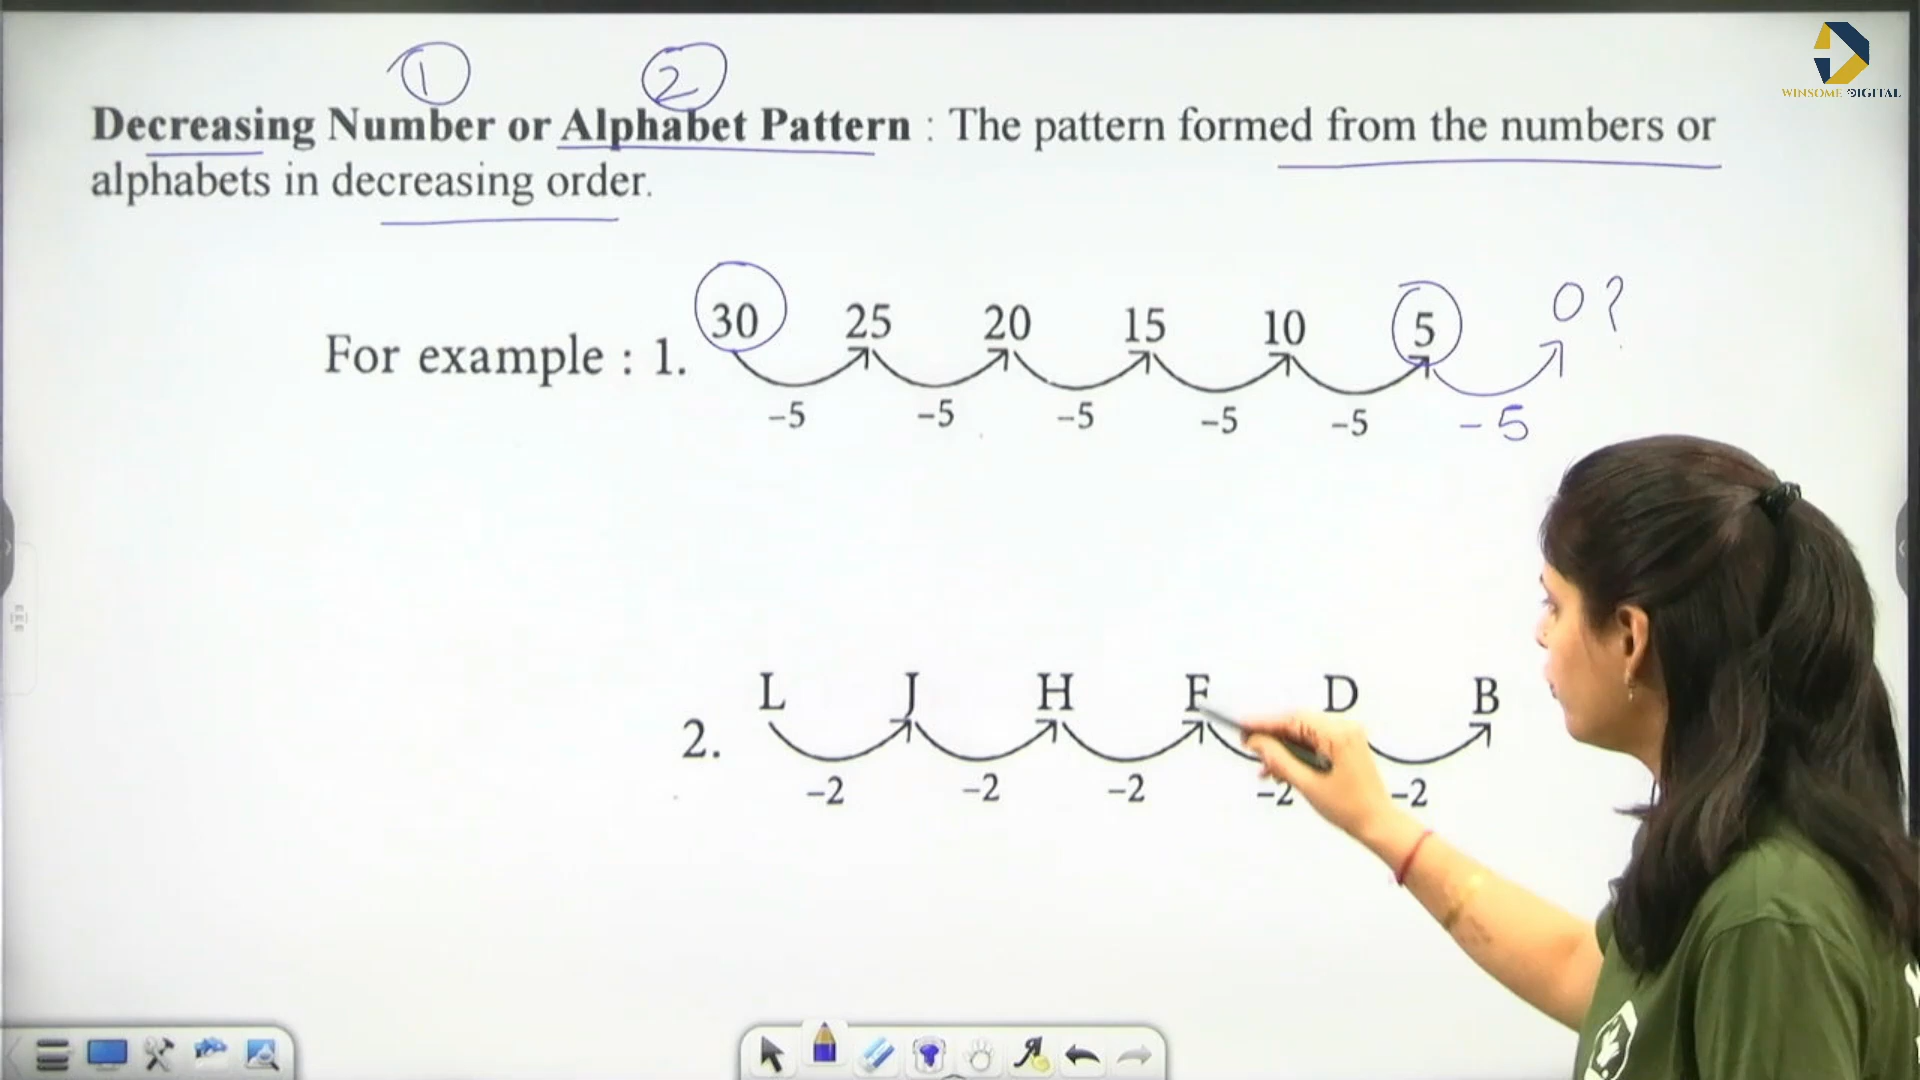 WINSOME DIGITAL
1 2
Decreasing Number or Alphabet Pattern : The pattern formed from the numbers or
alphabets in decreasing order.
For example : 1. 30 25 20 15 10 5 0 ?
-5 -5 -5 -5 -5 -5
2. L J H F D B
-2 -2 -2 -2 -2